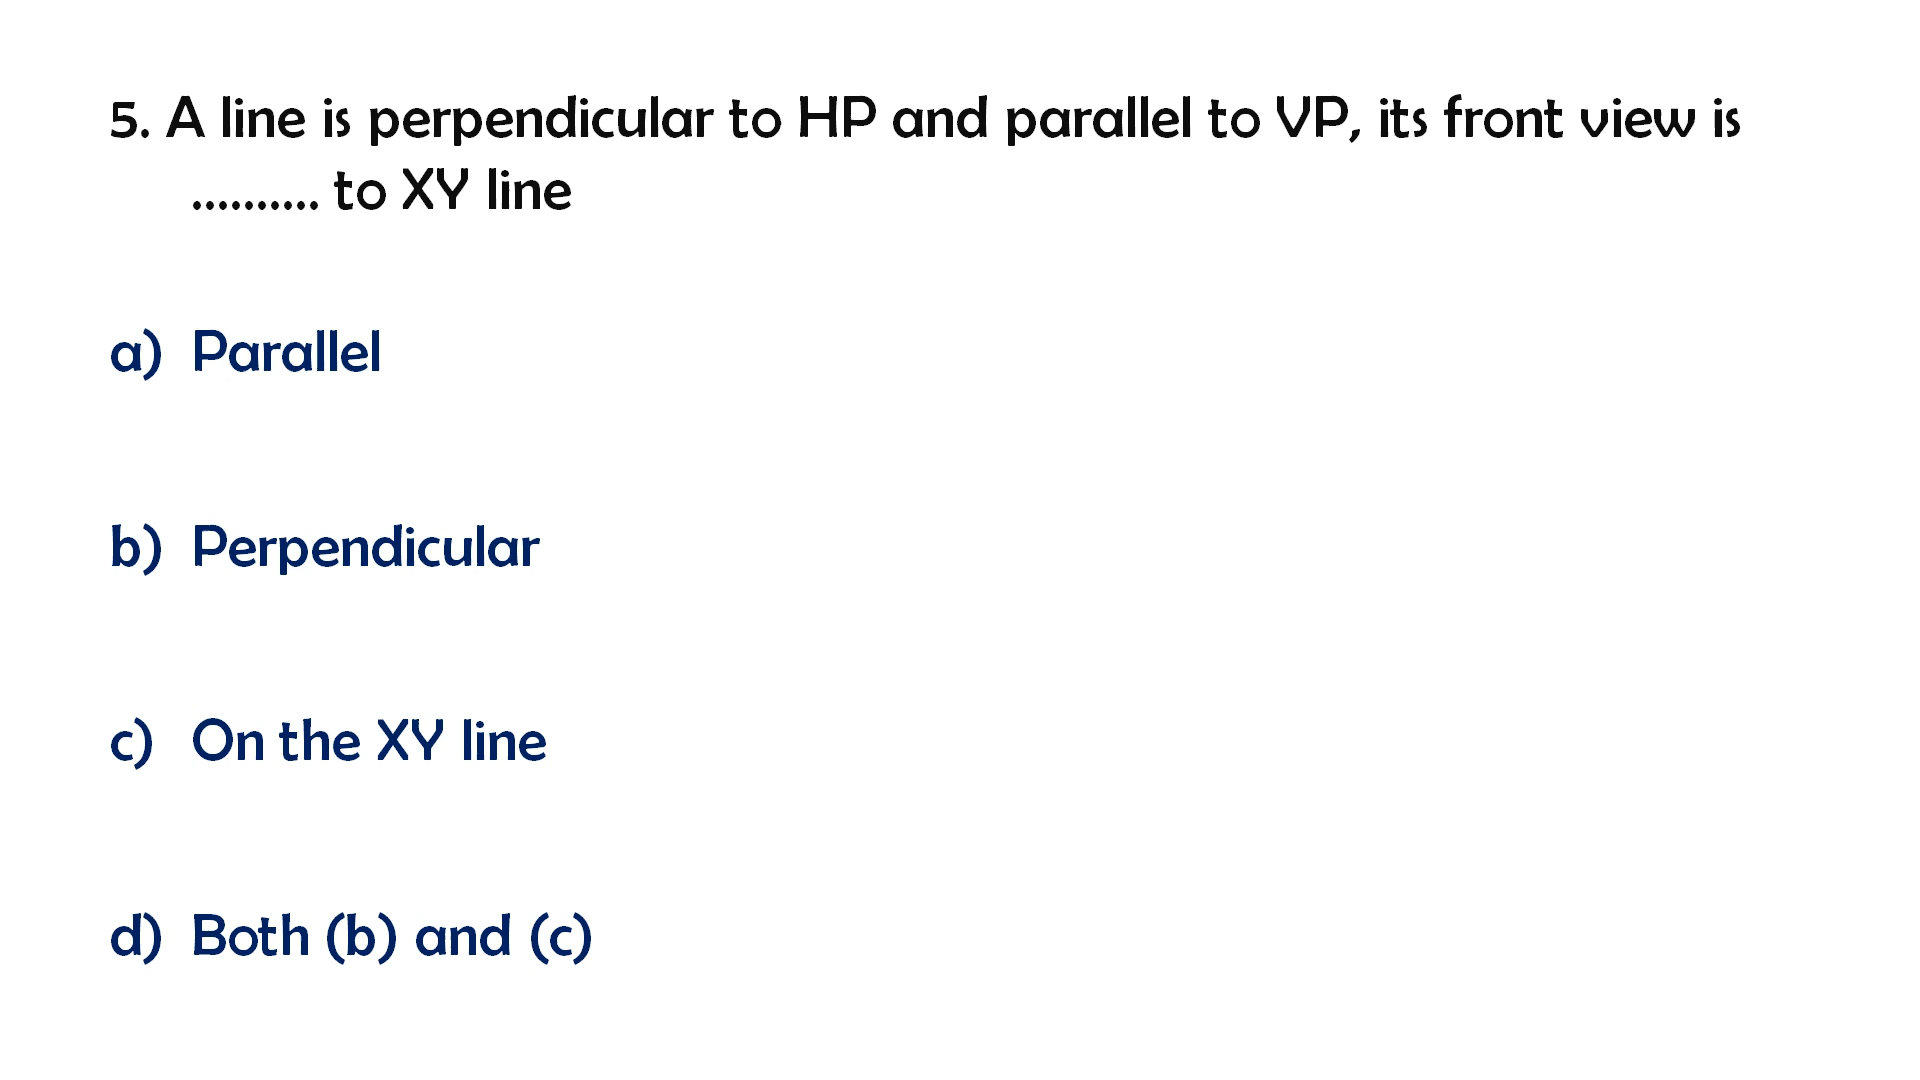 5. A line is perpendicular to HP and parallel to VP, its front view is
.......... to XY line
a) Parallel
b) Perpendicular
c) On the XY line
d) Both (b) and (c)